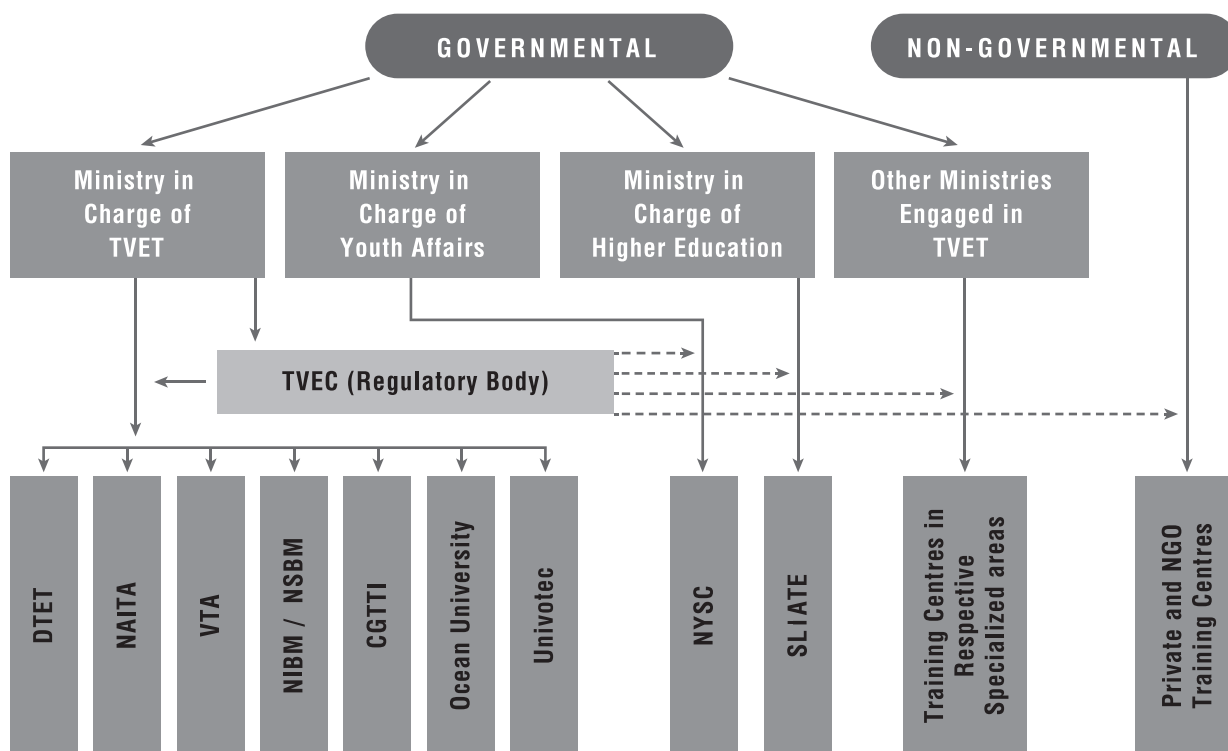 GOVERNMENTAL
NON-GOVERNMENTAL
Ministry in
Charge of
TVET
Ministry in
Charge of
Youth Affairs
Ministry in
Charge of
Higher Education
Other Ministries
Engaged in
TVET
TVEC (Regulatory Body)
DTET
NAITA
VTA
NIBM / NSBM
CGTTI
Ocean University
Univotec
NYSC
SLIATE
Training Centres in
Respective
Specialized areas
Private and NGO
Training Centres